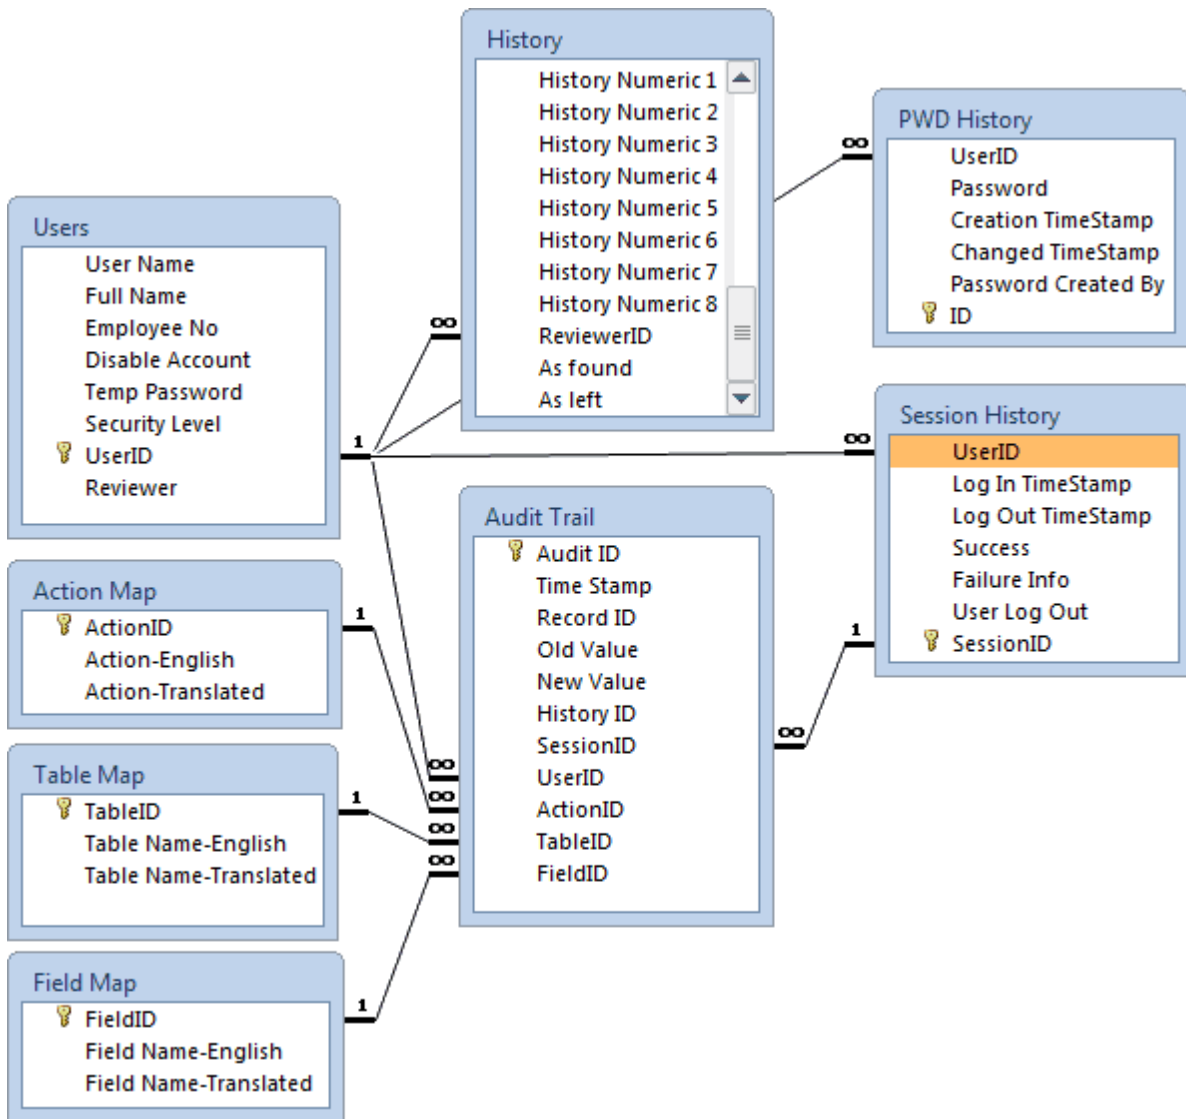 History
History Numeric 1
History Numeric 2
History Numeric 3
History Numeric 4
History Numeric 5
History Numeric 6
History Numeric 7
History Numeric 8
ReviewerID
As found
As left
PWD History
UserID
Password
Creation TimeStamp
Changed TimeStamp
Password Created By
ID
Users
User Name
Full Name
Employee No
Disable Account
Temp Password
Security Level
UserID
Reviewer
1
∞
∞
∞
Session History
UserID
Log In TimeStamp
Log Out TimeStamp
Success
Failure Info
User Log Out
SessionID
1
∞
Audit Trail
Audit ID
Time Stamp
Record ID
Old Value
New Value
History ID
SessionID
UserID
ActionID
TableID
FieldID
∞
∞
∞
∞
Action Map
ActionID
Action-English
Action-Translated
1
Table Map
TableID
Table Name-English
Table Name-Translated
1
Field Map
FieldID
Field Name-English
Field Name-Translated
1